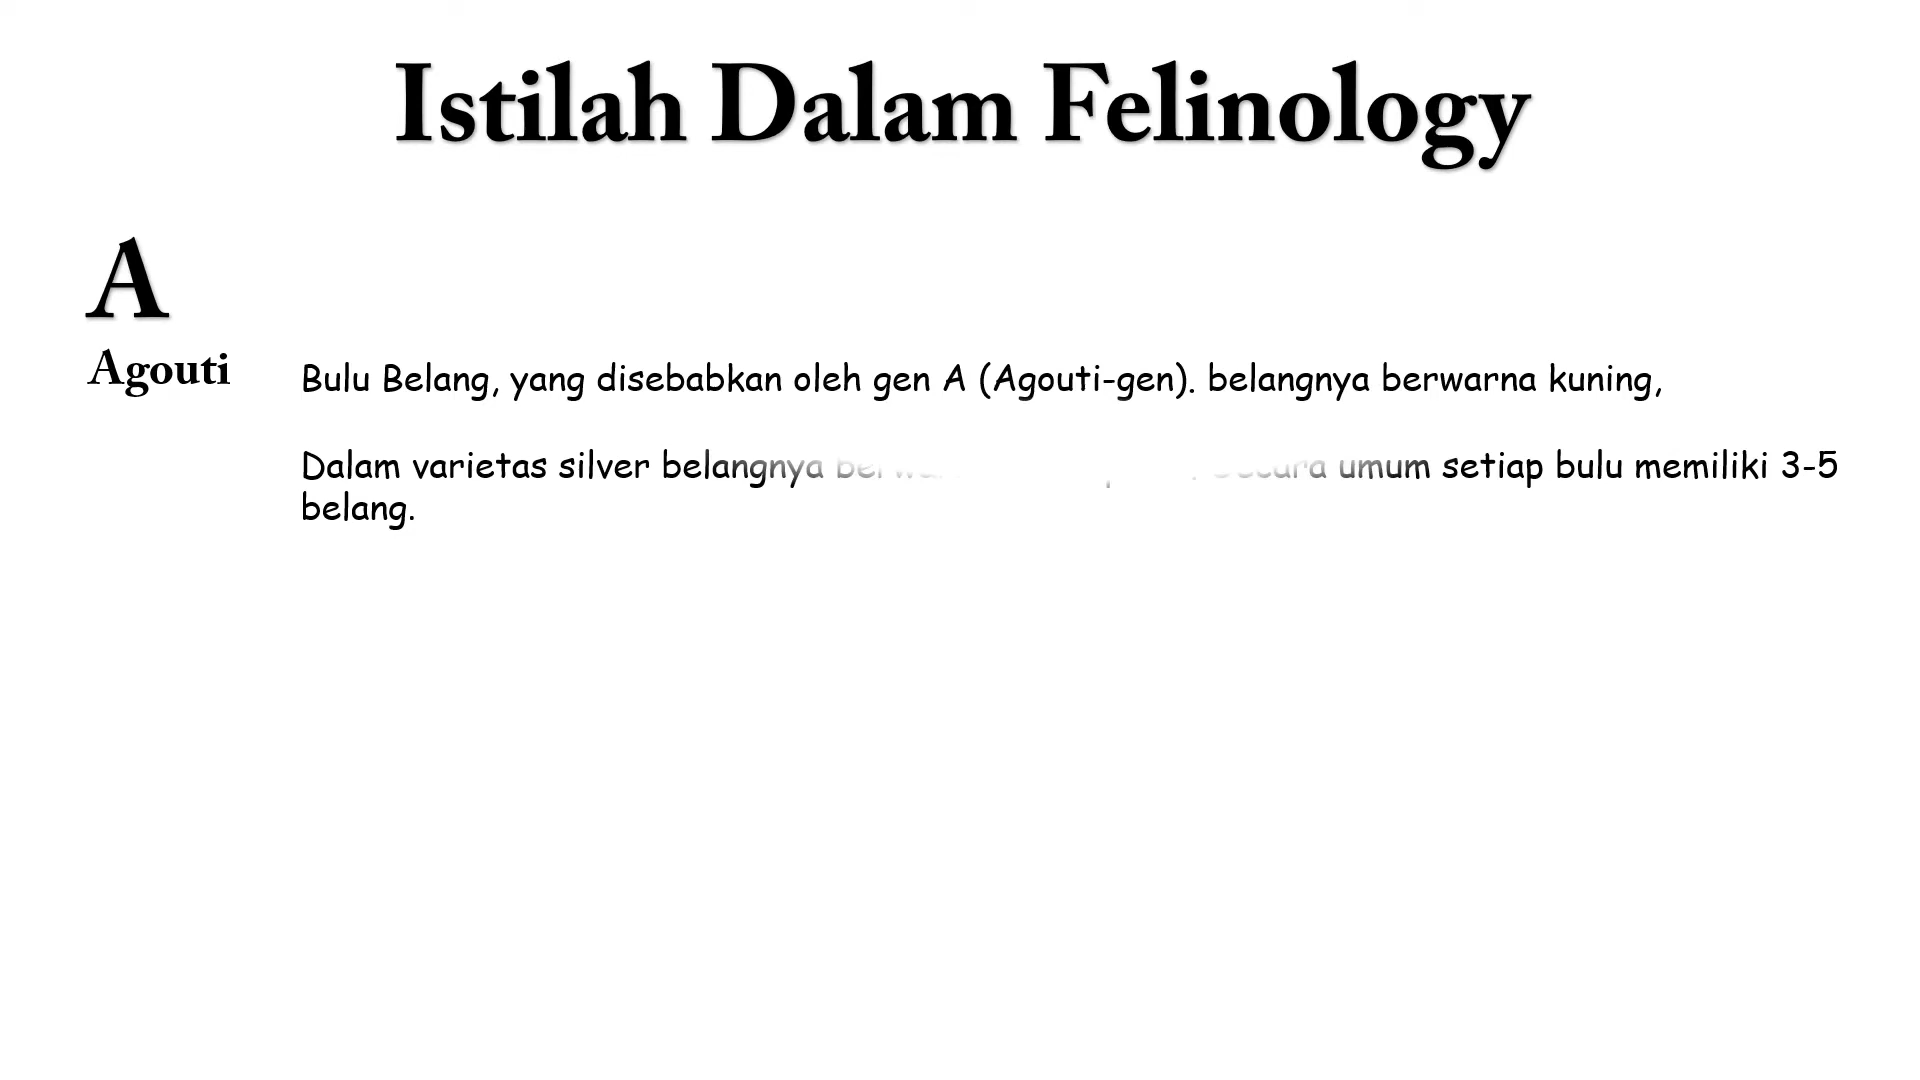 Istilah Dalam Felinology
A
Agouti
Bulu Belang, yang disebabkan oleh gen A (Agouti-gen). belangnya berwarna kuning,
Dalam varietas silver belangnya umum setiap bulu memiliki 3-5
belang.